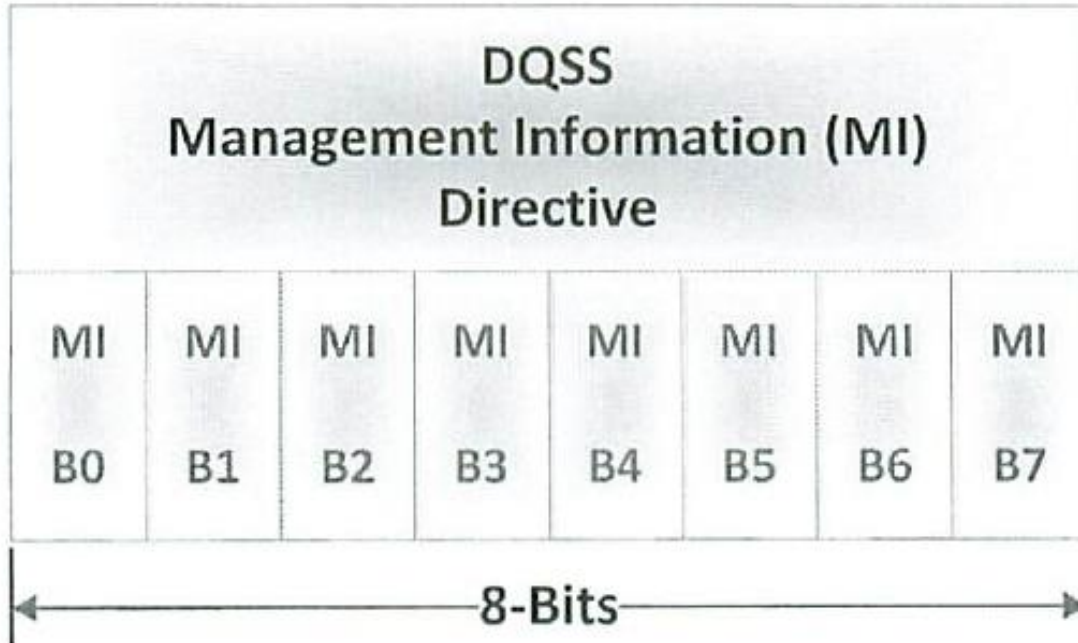 DQSS
Management Information (MI)
Directive
MI MI MI MI MI MI MI MI
B0 B1 B2 B3 B4 B5 B6 B7
8-Bits